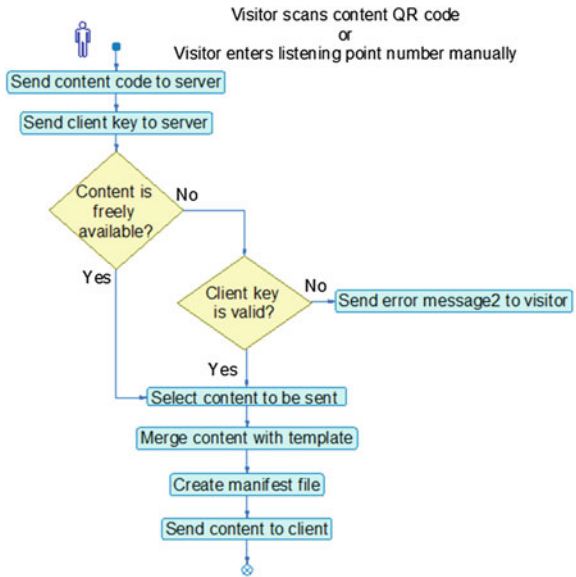 Visitor scans content QR code
or
Visitor enters listening point number manually
Send content code to server
Send client key to server
Content is
freely
available?
No
Yes
Client key
is valid?
No
Send error message2 to visitor
Yes
Select content to be sent
Merge content with template
Create manifest file
Send content to client